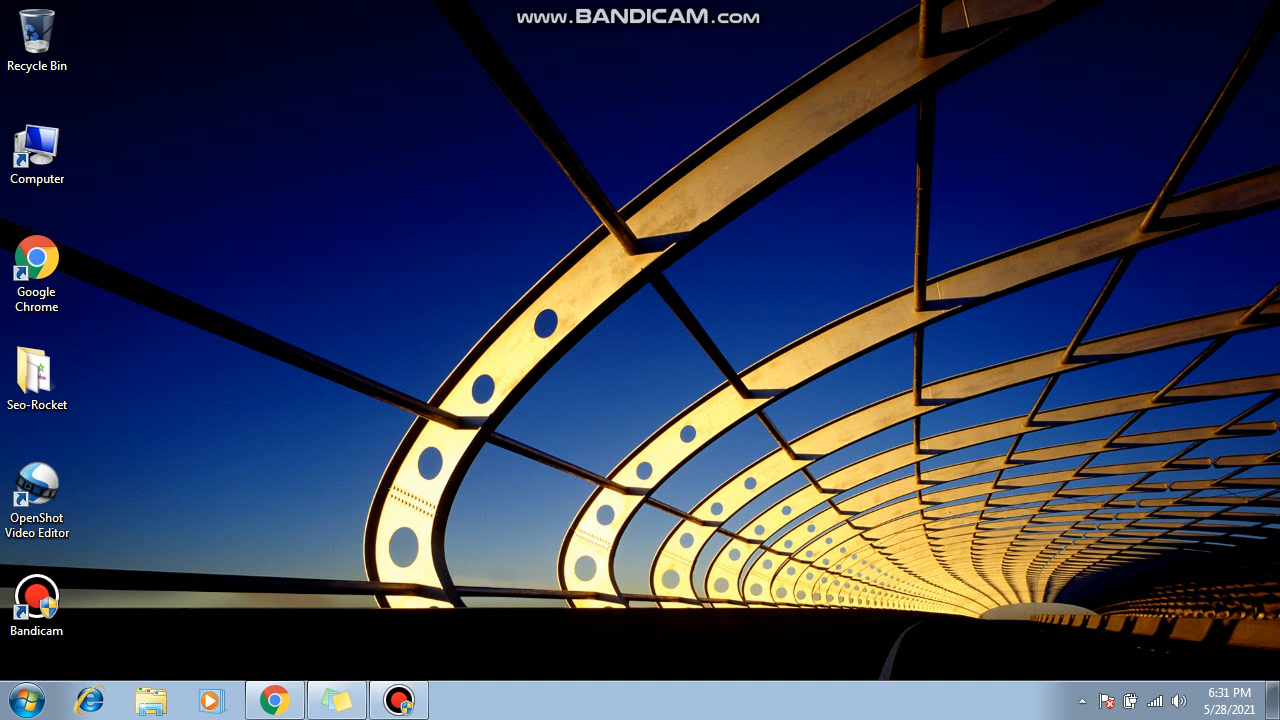 www.BANDICAM.com
Recycle Bin
Computer
Google
Chrome
Seo-Rocket
OpenShot
Video Editor
Bandicam
6:31 PM
5/28/2021